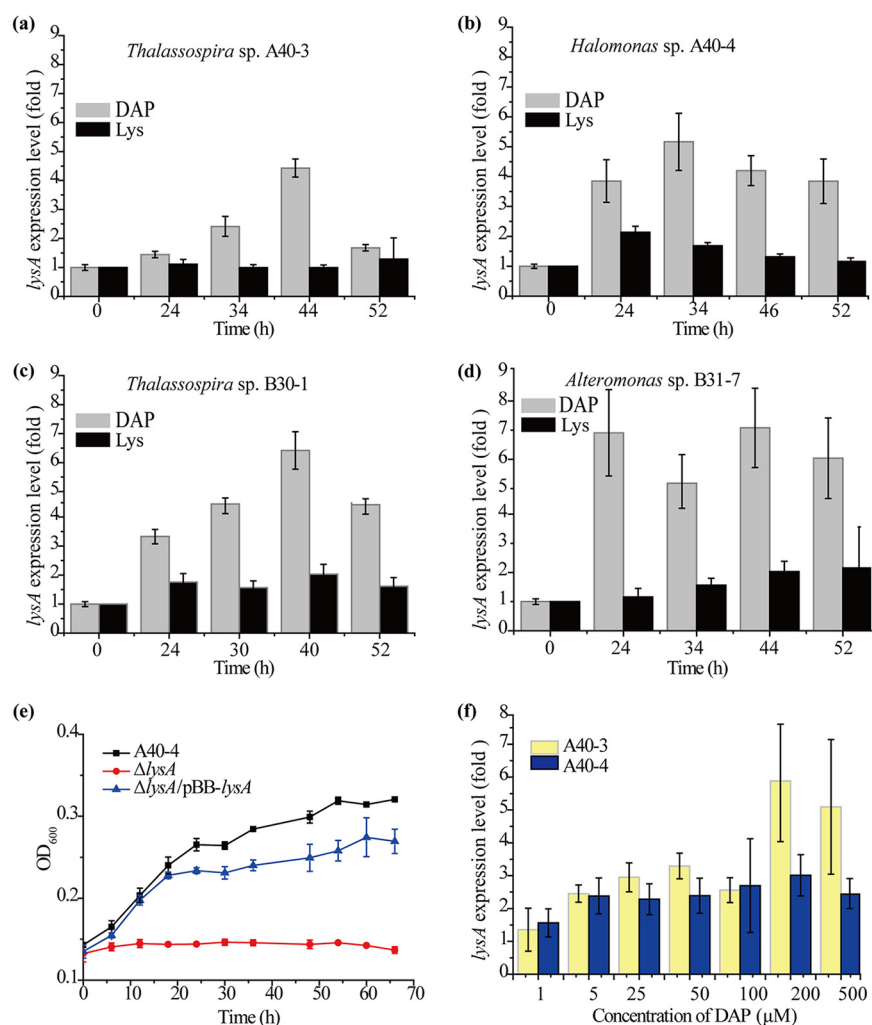 (a)
Thalassospira sp. A40-3
DAP
Lys
lysA expression level (fold )
9
8
7
6
5
4
3
2
1
0
0 24 34 44 52
Time (h)
(b)
Halomonas sp. A40-4
DAP
Lys
lysA expression level (fold )
9
8
7
6
5
4
3
2
1
0
0 24 34 46 52
Time (h)
(c)
Thalassospira sp. B30-1
DAP
Lys
lysA expression level (fold )
9
8
7
6
5
4
3
2
1
0
0 24 30 40 52
Time (h)
(d)
Alteromonas sp. B31-7
DAP
Lys
lysA expression level (fold )
9
8
7
6
5
4
3
2
1
0
0 24 34 44 52
Time (h)
(e)
A40-4
ΔlysA
ΔlysA/pBB-lysA
OD600
0.4
0.3
0.2
0.1
0 10 20 30 40 50 60 70
Time (h)
(f)
A40-3
A40-4
lysA expression level (fold )
8
7
6
5
4
3
2
1
0
1 5 25 50 100 200 500
Concentration of DAP (μM)